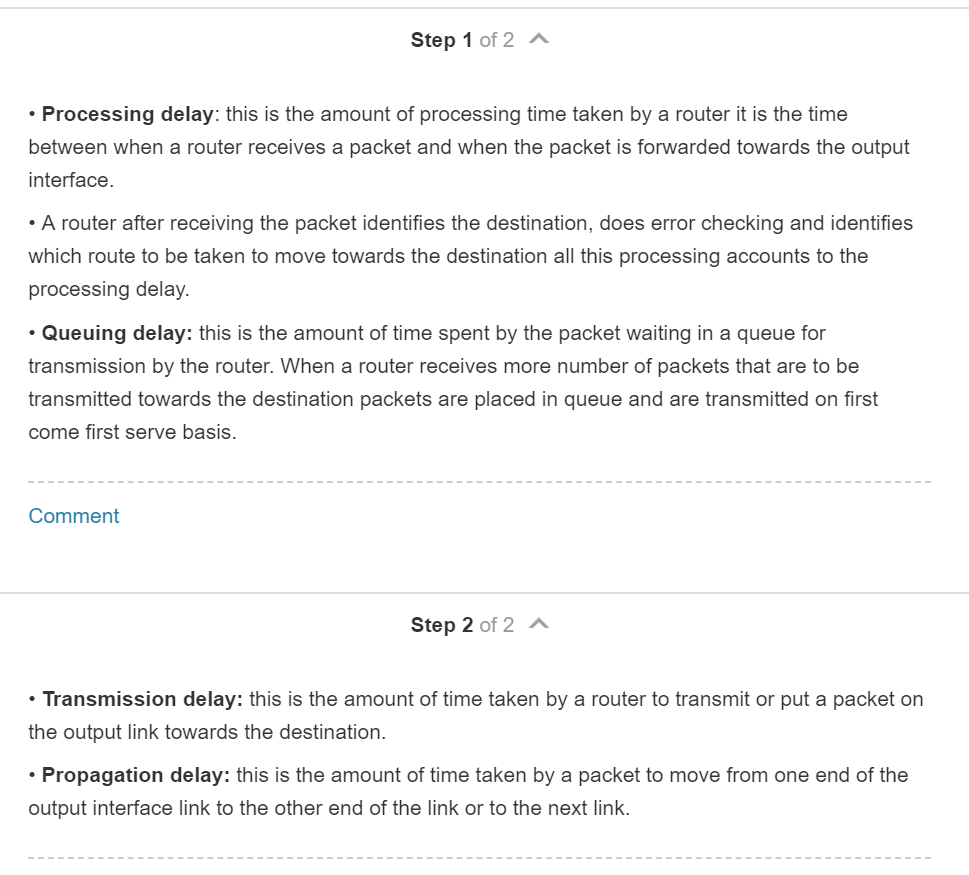 Step 1 of 2
• Processing delay: this is the amount of processing time taken by a router it is the time
between when a router receives a packet and when the packet is forwarded towards the output
interface.
• A router after receiving the packet identifies the destination, does error checking and identifies
which route to be taken to move towards the destination all this processing accounts to the
processing delay.
• Queuing delay: this is the amount of time spent by the packet waiting in a queue for
transmission by the router. When a router receives more number of packets that are to be
transmitted towards the destination packets are placed in queue and are transmitted on first
come first serve basis.
Comment
Step 2 of 2
• Transmission delay: this is the amount of time taken by a router to transmit or put a packet on
the output link towards the destination.
• Propagation delay: this is the amount of time taken by a packet to move from one end of the
output interface link to the other end of the link or to the next link.